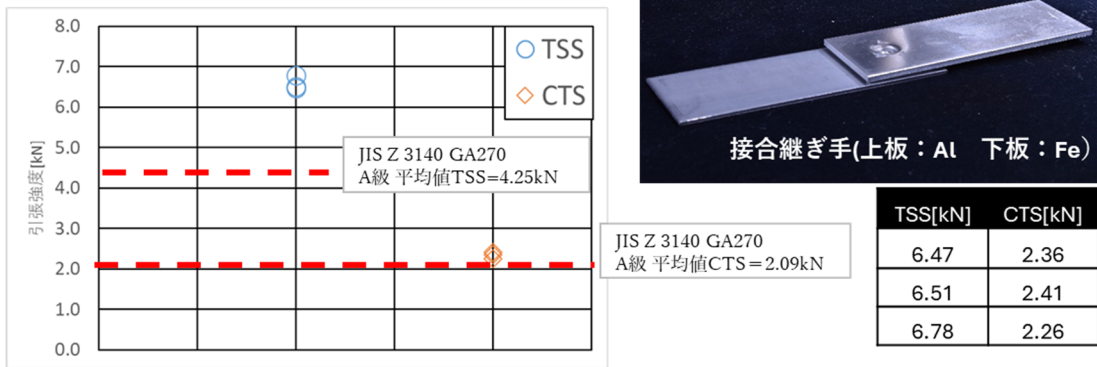 8.0
7.0
6.0
5.0
4.0
3.0
2.0
1.0
0.0
引張強度[kN]
TSS
CTS
JIS Z 3140 GA270
A級 平均値TSS=4.25kN
JIS Z 3140 GA270
A級 平均値CTS＝2.09kN
接合継ぎ手(上板：Al　下板：Fe）
TSS[kN] CTS[kN]
6.47 2.36
6.51 2.41
6.78 2.26